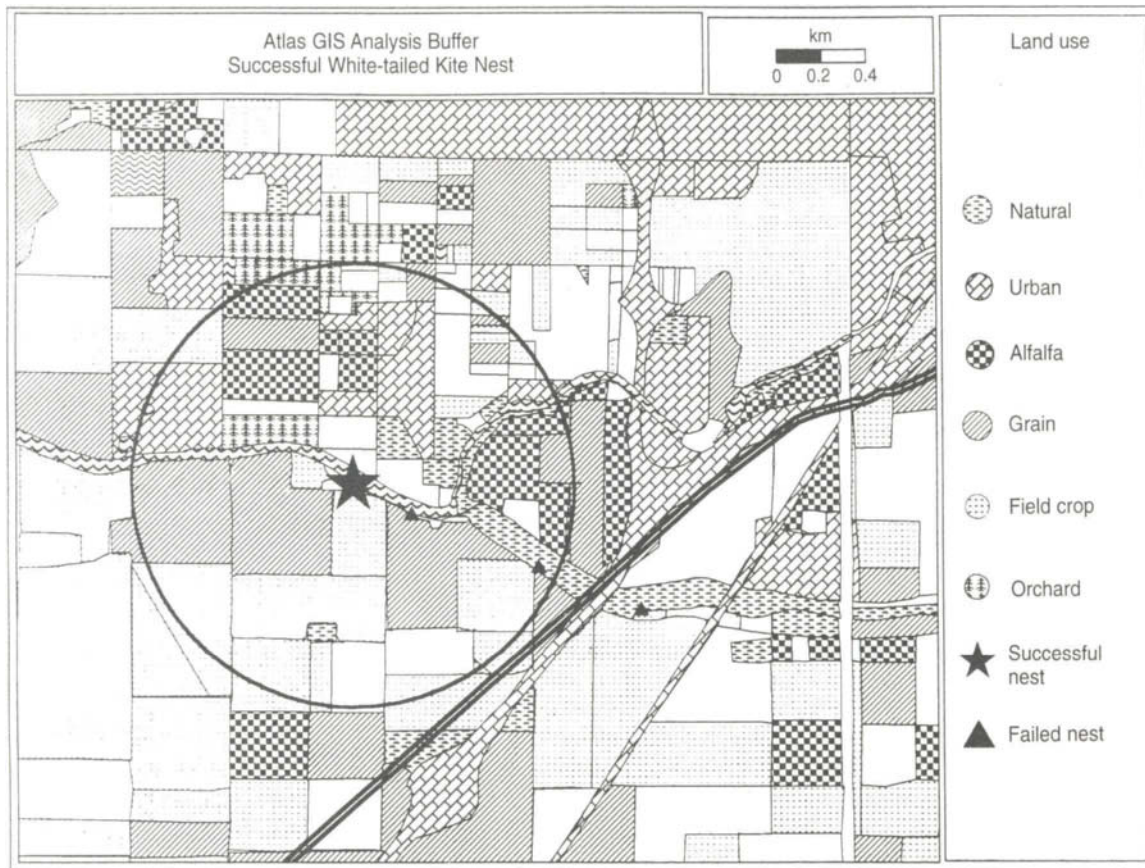 Atlas GIS Analysis Buffer
Successful White-tailed Kite Nest
km
0 0.2 0.4
Land use
Natural
Urban
Alfalfa
Grain
Field crop
Orchard
Successful
nest
Failed nest